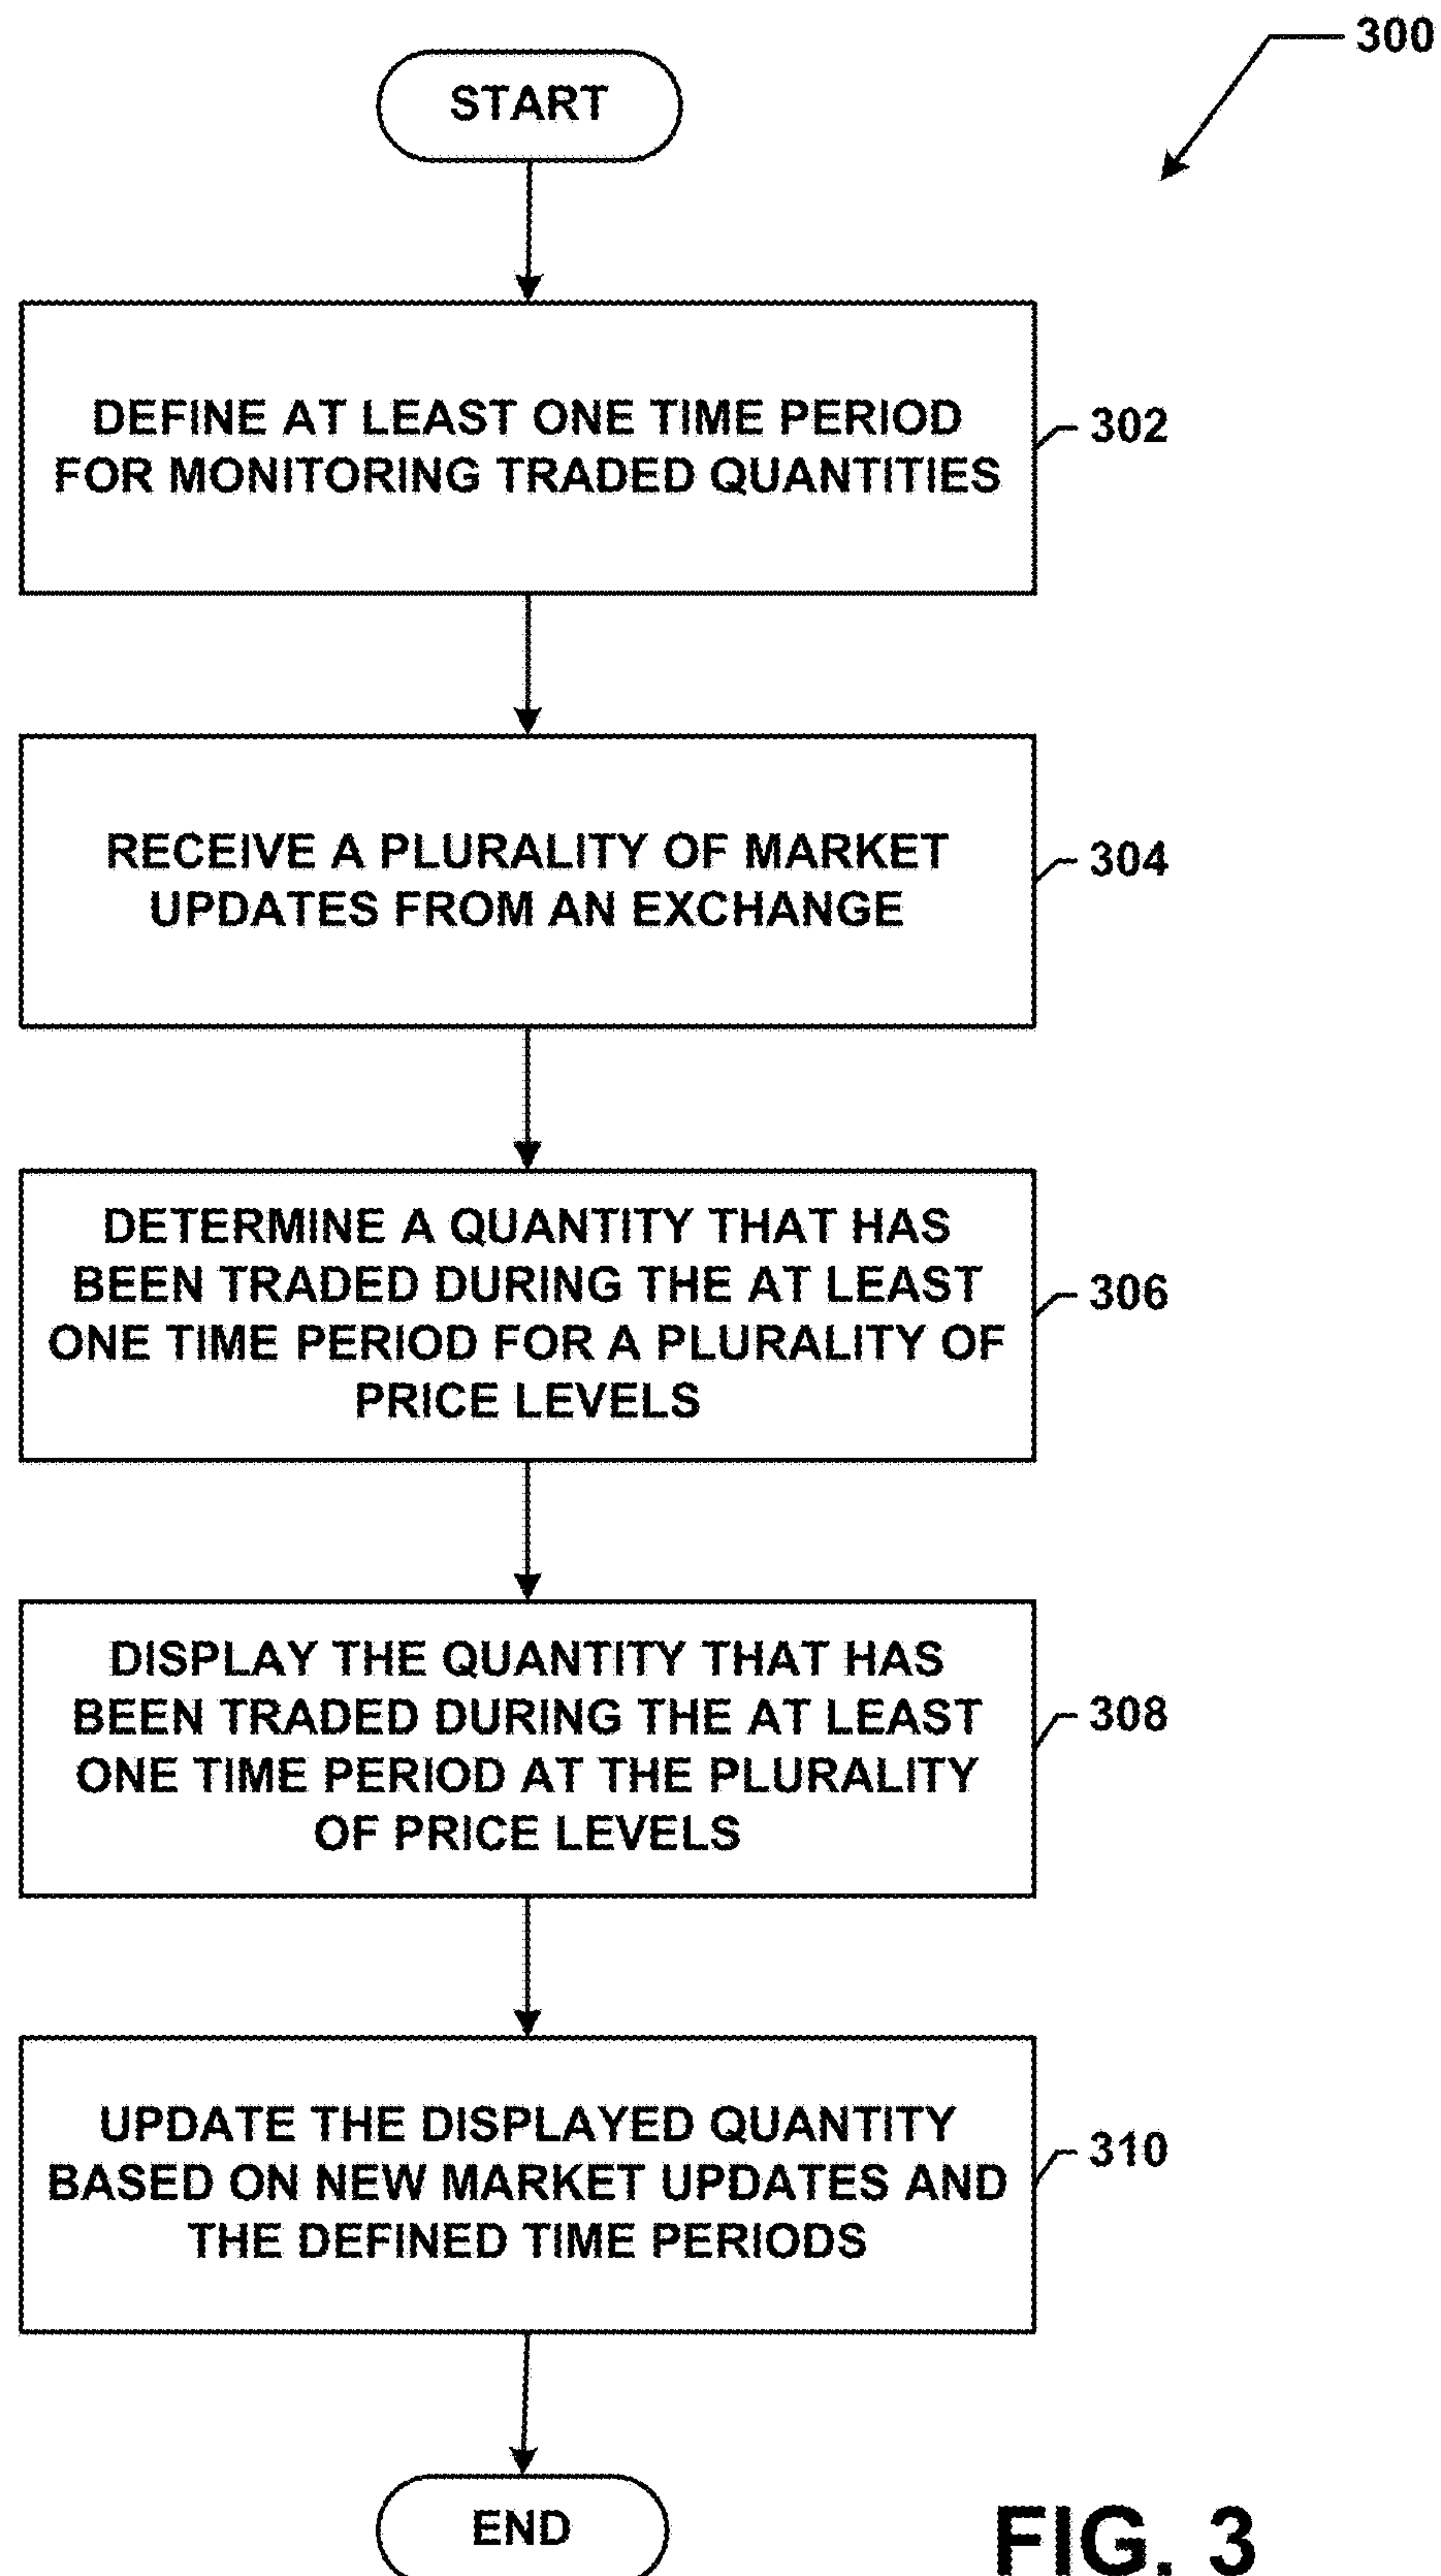 300
START
DEFINE AT LEAST ONE TIME PERIOD
FOR MONITORING TRADED QUANTITIES
302
RECEIVE A PLURALITY OF MARKET
UPDATES FROM AN EXCHANGE
304
DETERMINE A QUANTITY THAT HAS
BEEN TRADED DURING THE AT LEAST
ONE TIME PERIOD FOR A PLURALITY OF
PRICE LEVELS
306
DISPLAY THE QUANTITY THAT HAS
BEEN TRADED DURING THE AT LEAST
ONE TIME PERIOD AT THE PLURALITY
OF PRICE LEVELS
308
UPDATE THE DISPLAYED QUANTITY
BASED ON NEW MARKET UPDATES AND
THE DEFINED TIME PERIODS
310
END
FIG. 3